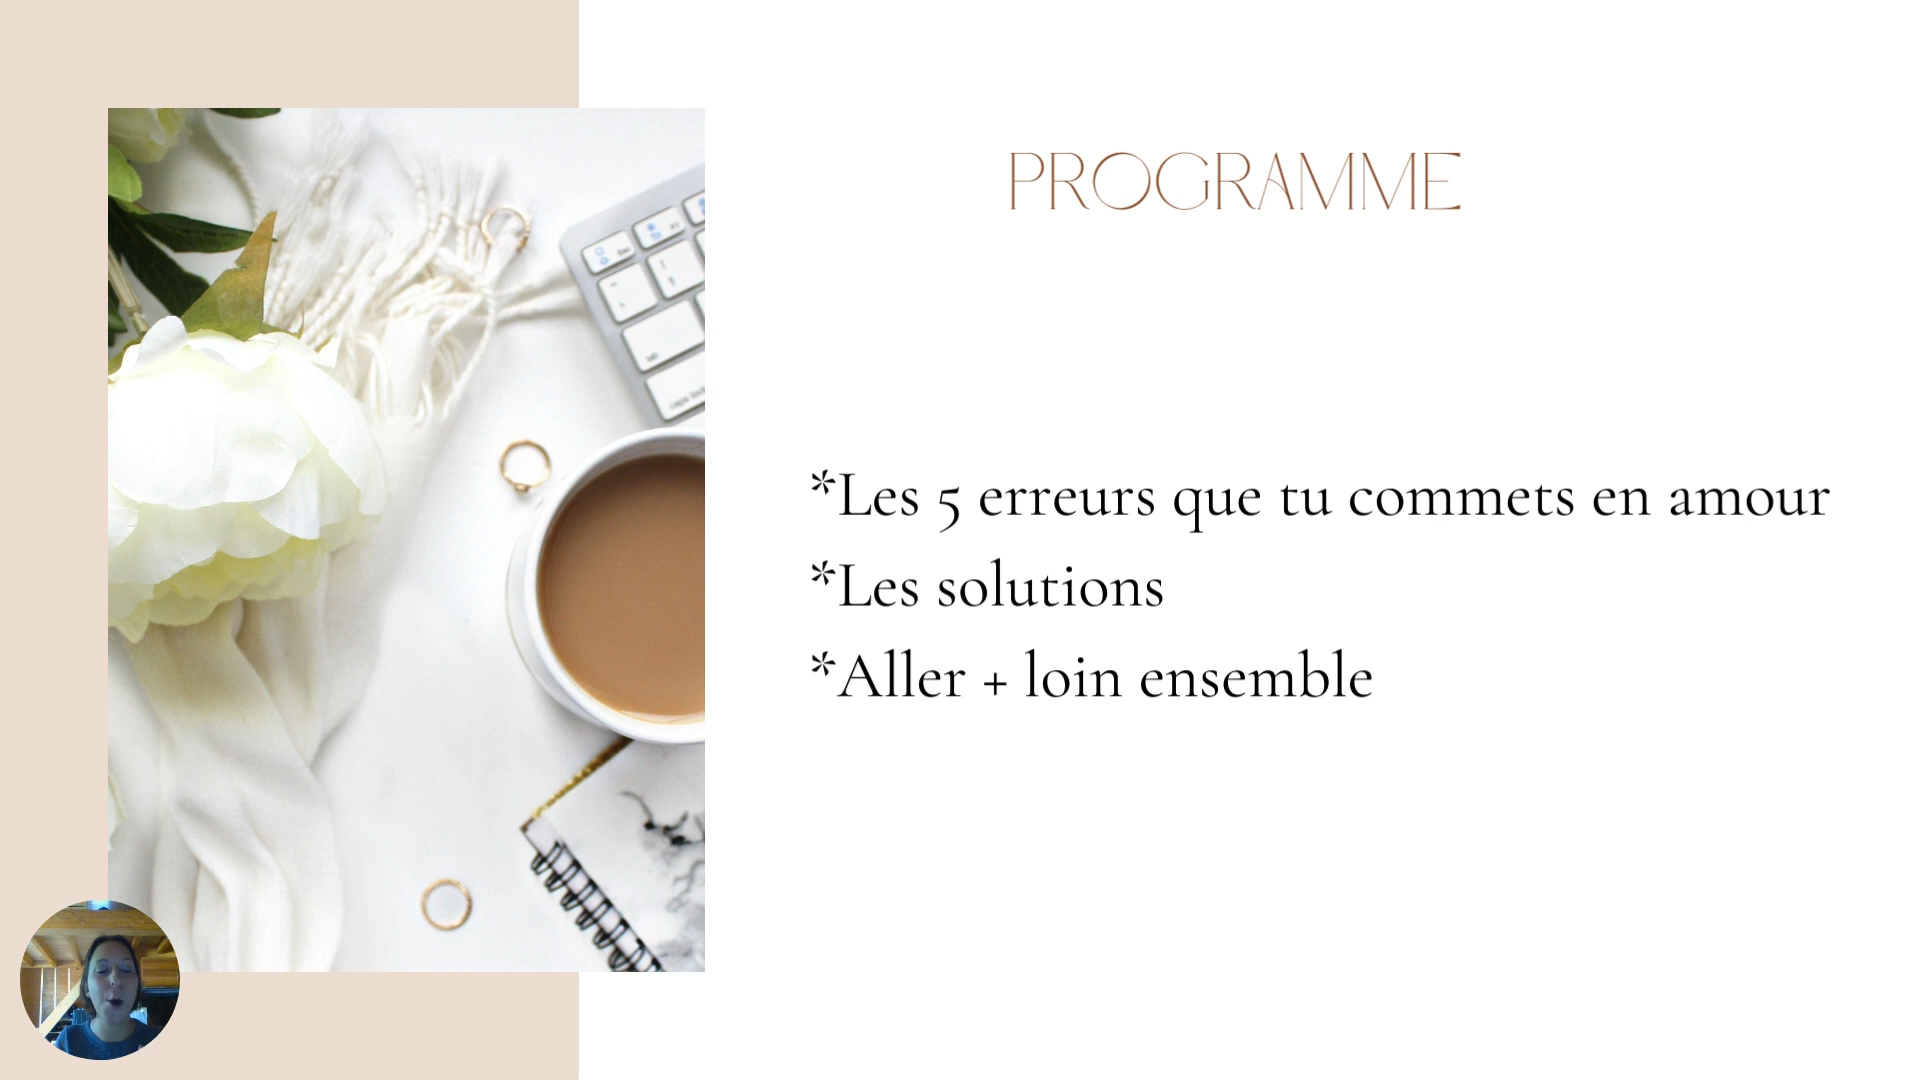 PROGRAMME
*Les 5 erreurs que tu commets en amour
*Les solutions
*Aller + loin ensemble